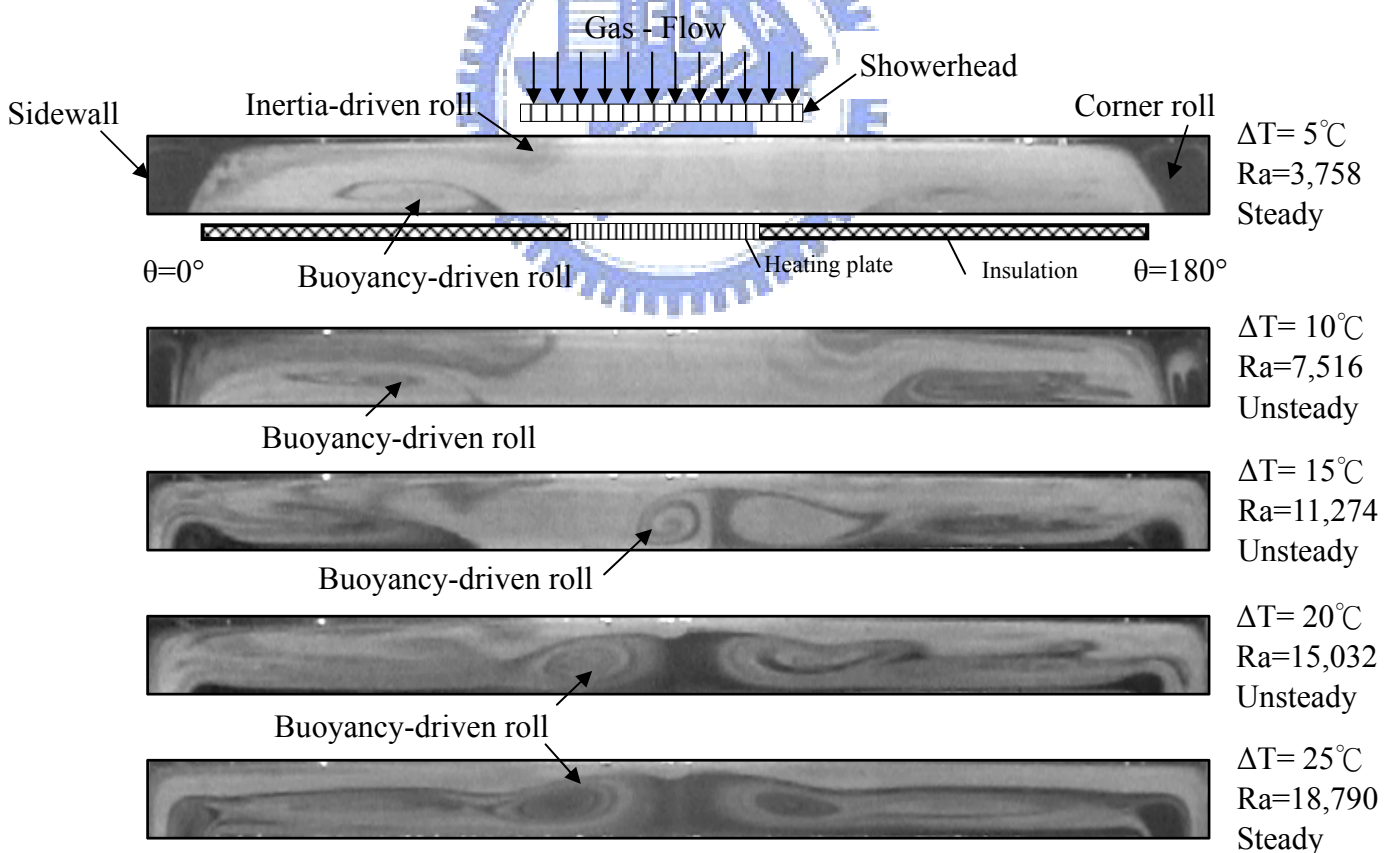 Gas - Flow
Showerhead
Inertia-driven roll
Corner roll
Sidewall
ΔT= 5℃
Ra=3,758
Steady
θ=0°
Buoyancy-driven roll
Heating plate
Insulation
θ=180°
ΔT= 10℃
Ra=7,516
Unsteady
Buoyancy-driven roll
ΔT= 15℃
Ra=11,274
Unsteady
Buoyancy-driven roll
ΔT= 20℃
Ra=15,032
Unsteady
Buoyancy-driven roll
ΔT= 25℃
Ra=18,790
Steady